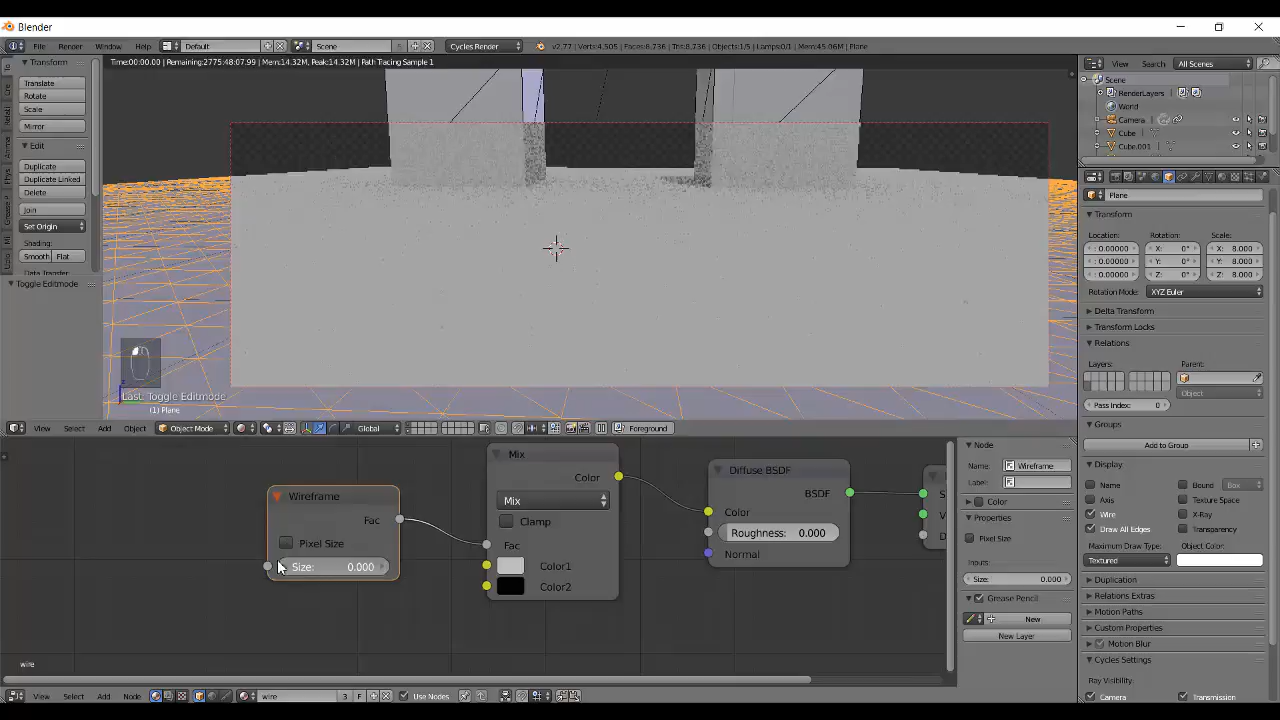 Blender
File Render Window Help Default Scene Cycles Render v2.77 | Verts:4,505 | Faces:8,736 | Tris:8,736 | Objects:1/5 | Lamps:0/1 | Mem:45.06M | Plane
Time:00:00.00 | Remaining:2775:48:07.99 | Mem:14.32M, Peak:14.32M | Path Tracing Sample 1
Transform
Translate
Rotate
Scale
Mirror
Edit
Duplicate
Duplicate Linked
Delete
Join
Set Origin
Shading:
Smooth Flat
Data Transfer:
Toggle Editmode
Last: Toggle Editmode
(1) Plane
View Select Add Object Object Mode Global Foreground
View Search All Scenes
Scene
RenderLayers
World
Camera
Cube
Cube.001
Plane
Transform
Location: Rotation: Scale:
: 0.00000 X: 0° X: 8.000
: 0.00000 Y: 0° Y: 8.000
: 0.00000 Z: 0° Z: 8.000
Rotation Mode: XYZ Euler
Delta Transform
Transform Locks
Relations
Layers: Parent:
Object
Pass Index: 0
Groups
Add to Group
Display
Name Bound Box
Axis Texture Space
Wire X-Ray
Draw All Edges Transparency
Maximum Draw Type: Object Color:
Textured
Duplication
Relations Extras
Motion Paths
Custom Properties
Motion Blur
Cycles Settings
Ray Visibility:
Camera Transmission
Wireframe
Fac
Pixel Size
Size: 0.000
Mix
Color
Mix
Clamp
Fac
Color1
Color2
Diffuse BSDF
BSDF
Color
Roughness: 0.000
Normal
Node
Name: Wireframe
Label:
Color
Properties
Pixel Size
Inputs:
Size: 0.000
Grease Pencil
New
New Layer
wire
View Select Add Node wire 3 F Use Nodes